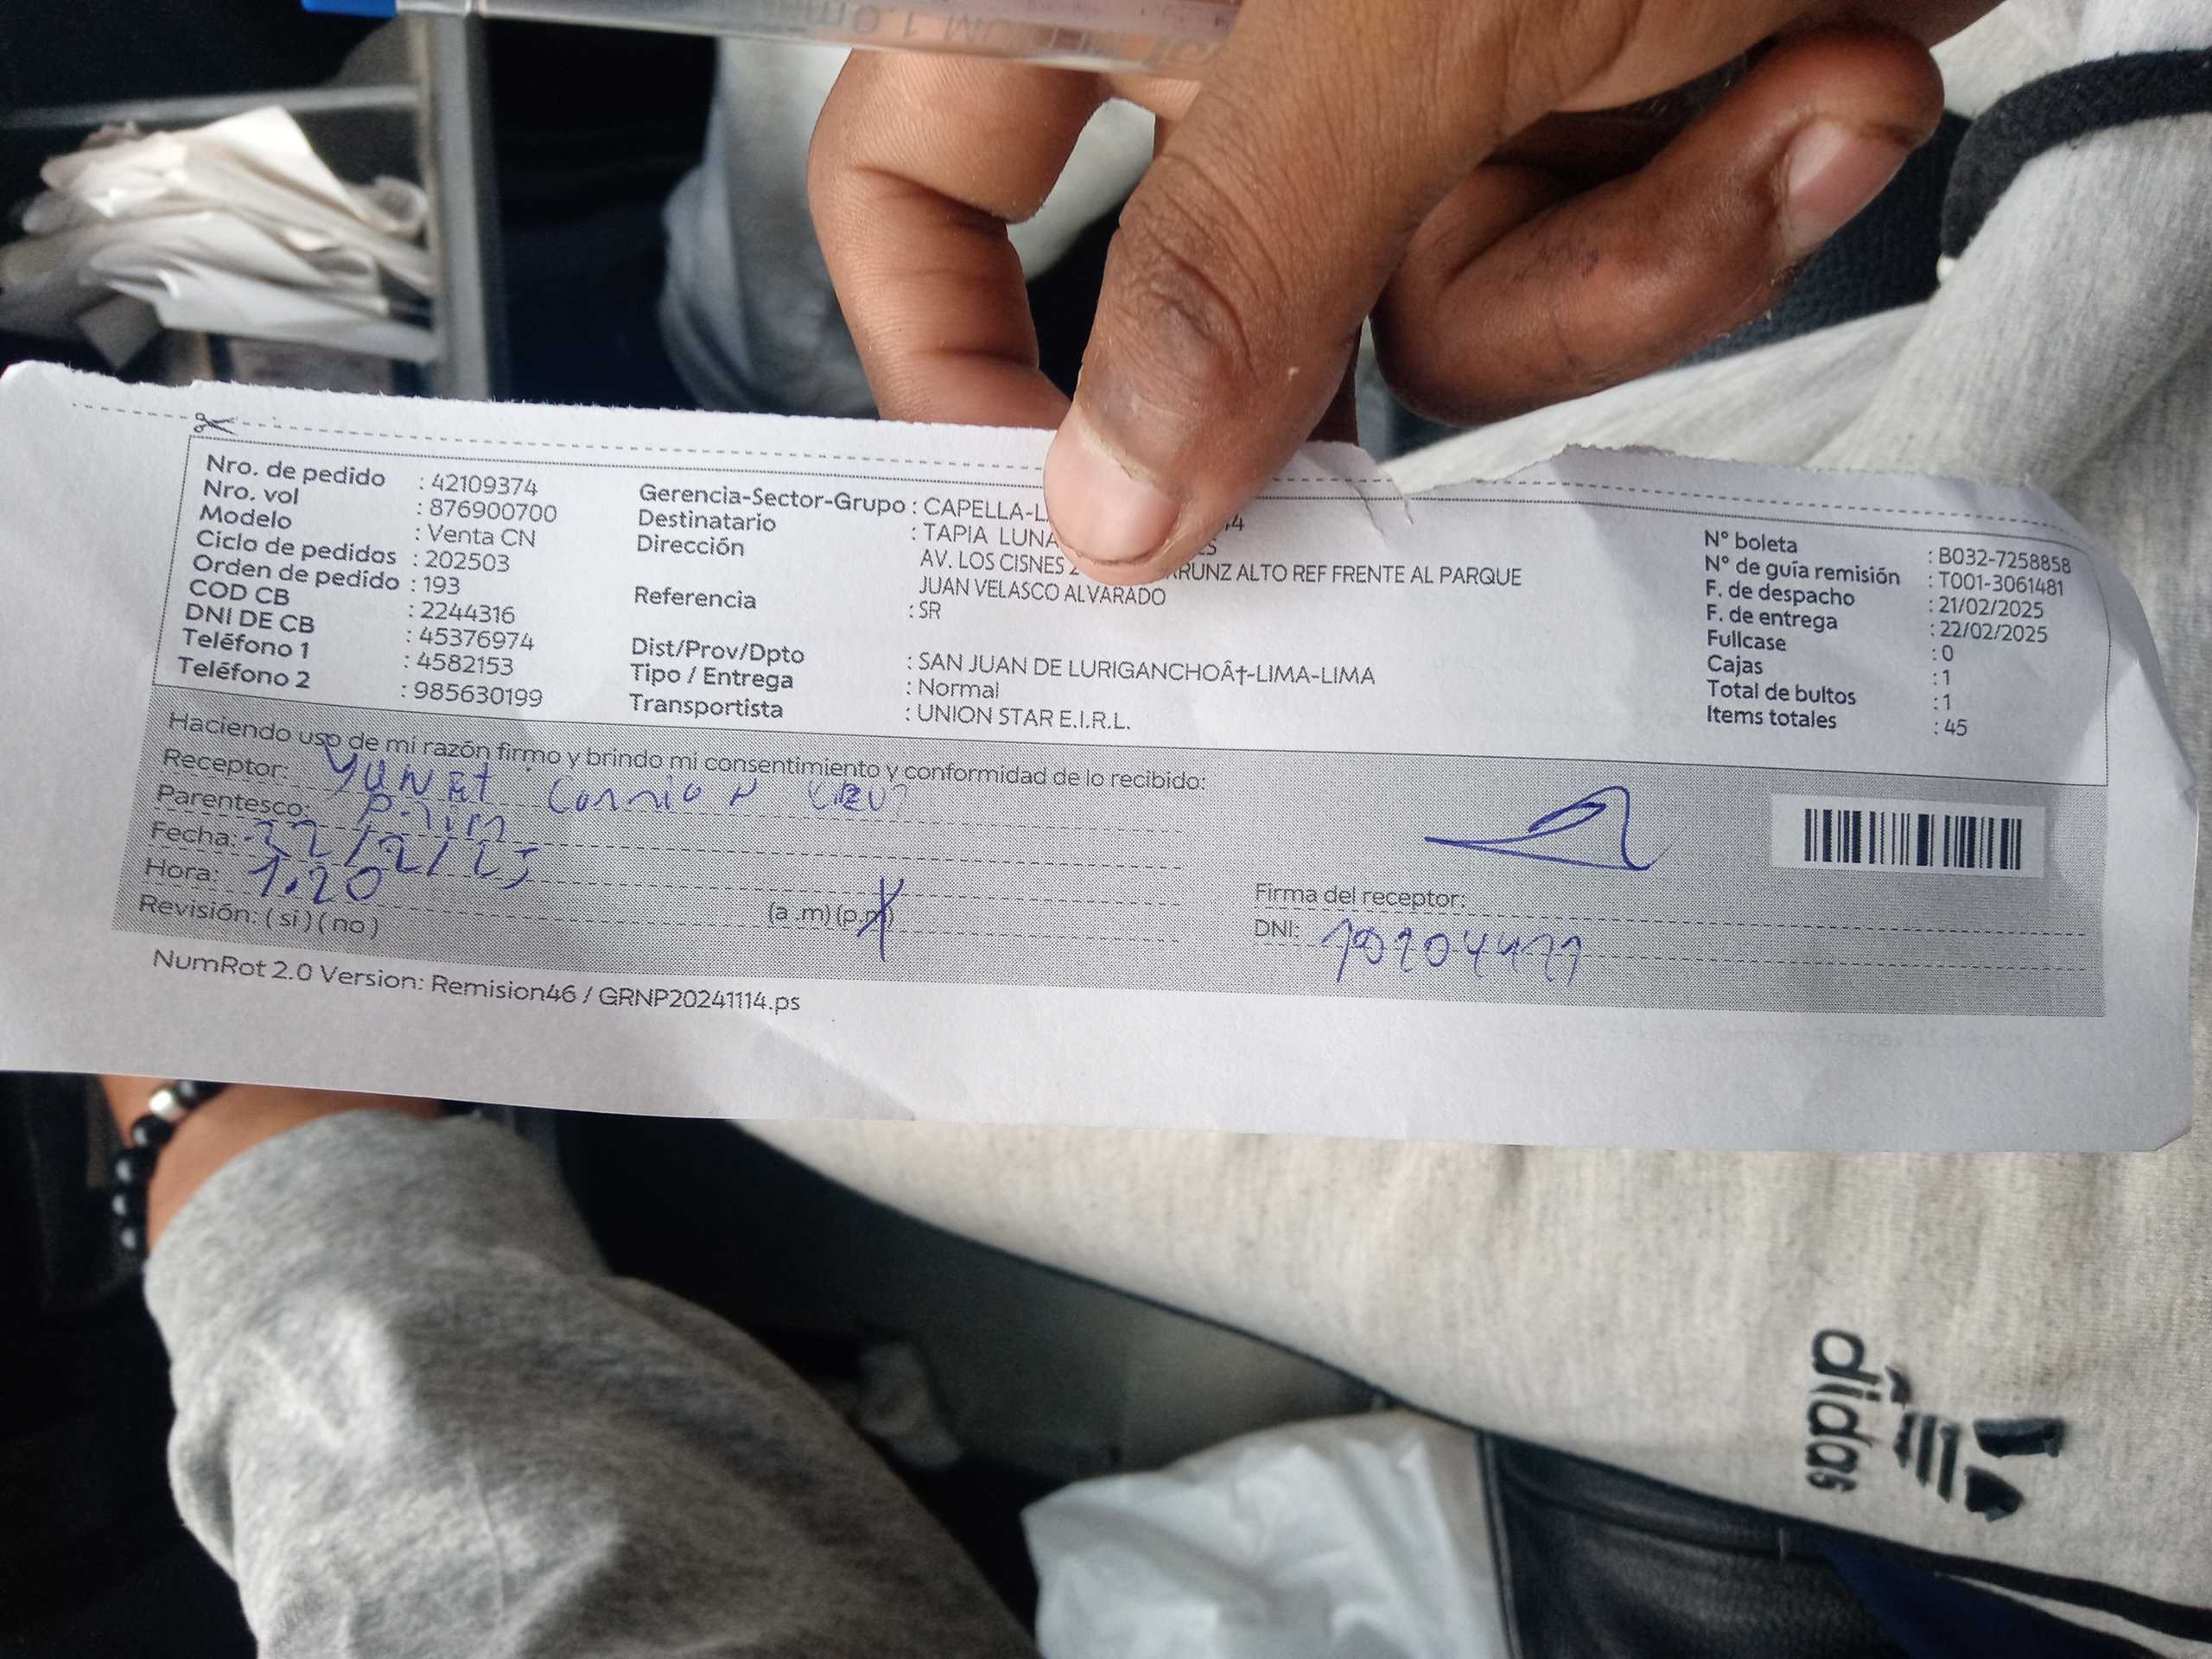 Nro. de pedido : 42109374
Nro. vol : 876900700
Modelo : Venta CN
Ciclo de pedidos : 202503
Orden de pedido : 193
COD CB : 2244316
DNI DE CB : 45376974
Teléfono 1 : 4582153
Teléfono 2 : 985630199
Gerencia-Sector-Grupo : CAPELLA-L
Destinatario : TAPIA LUNA
Dirección AV. LOS CISNES 2 RUNZ ALTO REF FRENTE AL PARQUE
JUAN VELASCO ALVARADO
Referencia : SR
Dist/Prov/Dpto : SAN JUAN DE LURIGANCHOÂ†-LIMA-LIMA
Tipo / Entrega : Normal
Transportista : UNION STAR E.I.R.L.
N° boleta : B032-7258858
N° de guía remisión : T001-3061481
F. de despacho : 21/02/2025
F. de entrega : 22/02/2025
Fullcase : 0
Cajas : 1
Total de bultos : 1
Items totales : 45
Haciendo uso de mi razón firmo y brindo mi consentimiento y conformidad de lo recibido:
Receptor: YUNET
Parentesco:
Fecha: 22/2/25
Hora: 1.20 (a .m)(p.m)
Revisión: ( si ) ( no )
Firma del receptor:
DNI:
NumRot 2.0 Version: Remision46 / GRNP20241114.ps
adidas